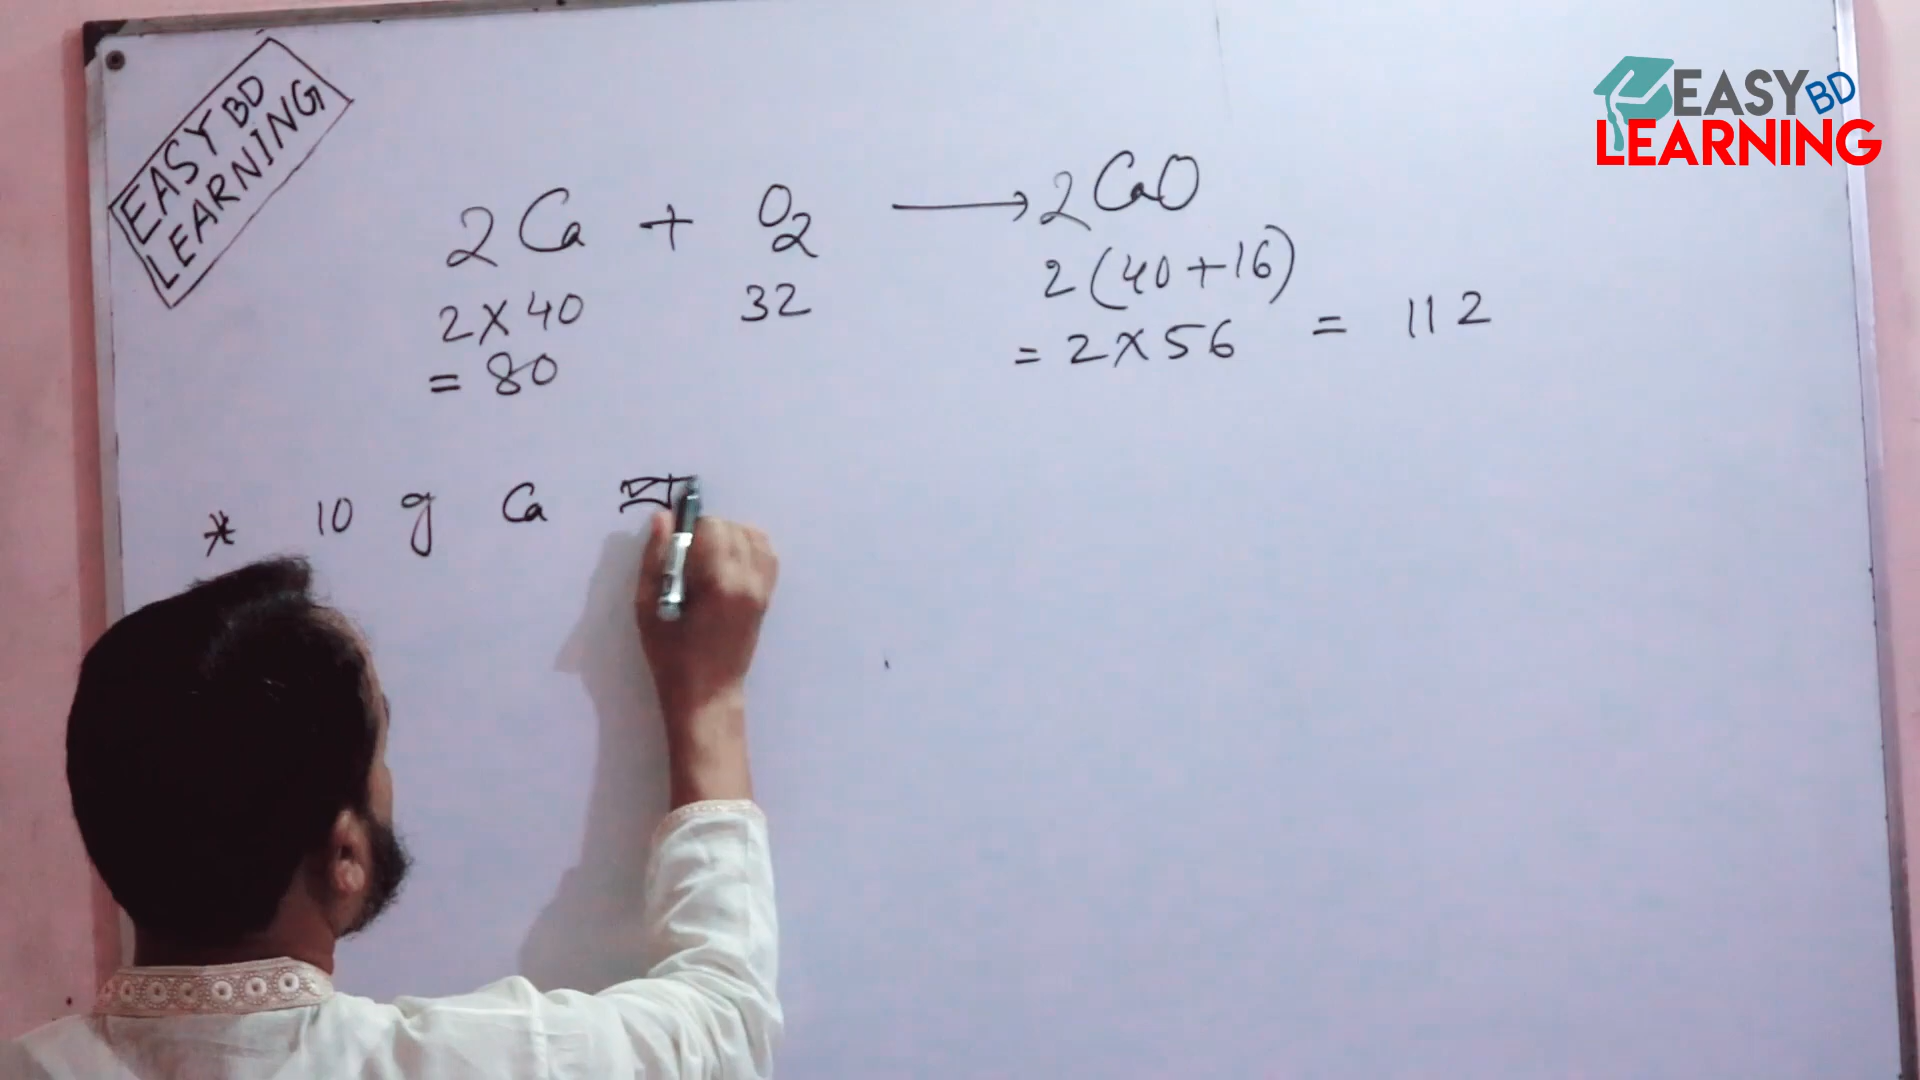 EASY BD
LEARNING
EASY BD
LEARNING
2Ca + O₂ → 2CaO
2×40 32 2(40+16)
= 80 = 2×56 = 112
* 10 g Ca